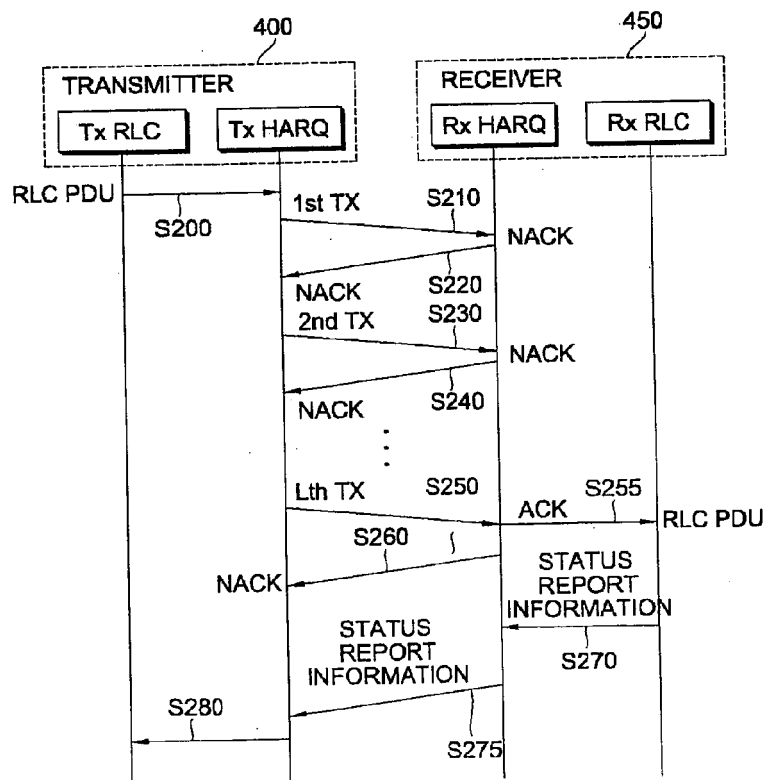 400
450
TRANSMITTER
RECEIVER
Tx RLC
Tx HARQ
Rx HARQ
Rx RLC
RLC PDU
S200
1st TX
S210
NACK
S220
NACK
2nd TX
S230
NACK
S240
NACK
Lth TX
S250
ACK
S255
RLC PDU
S260
NACK
STATUS
REPORT
INFORMATION
S270
STATUS
REPORT
INFORMATION
S275
S280